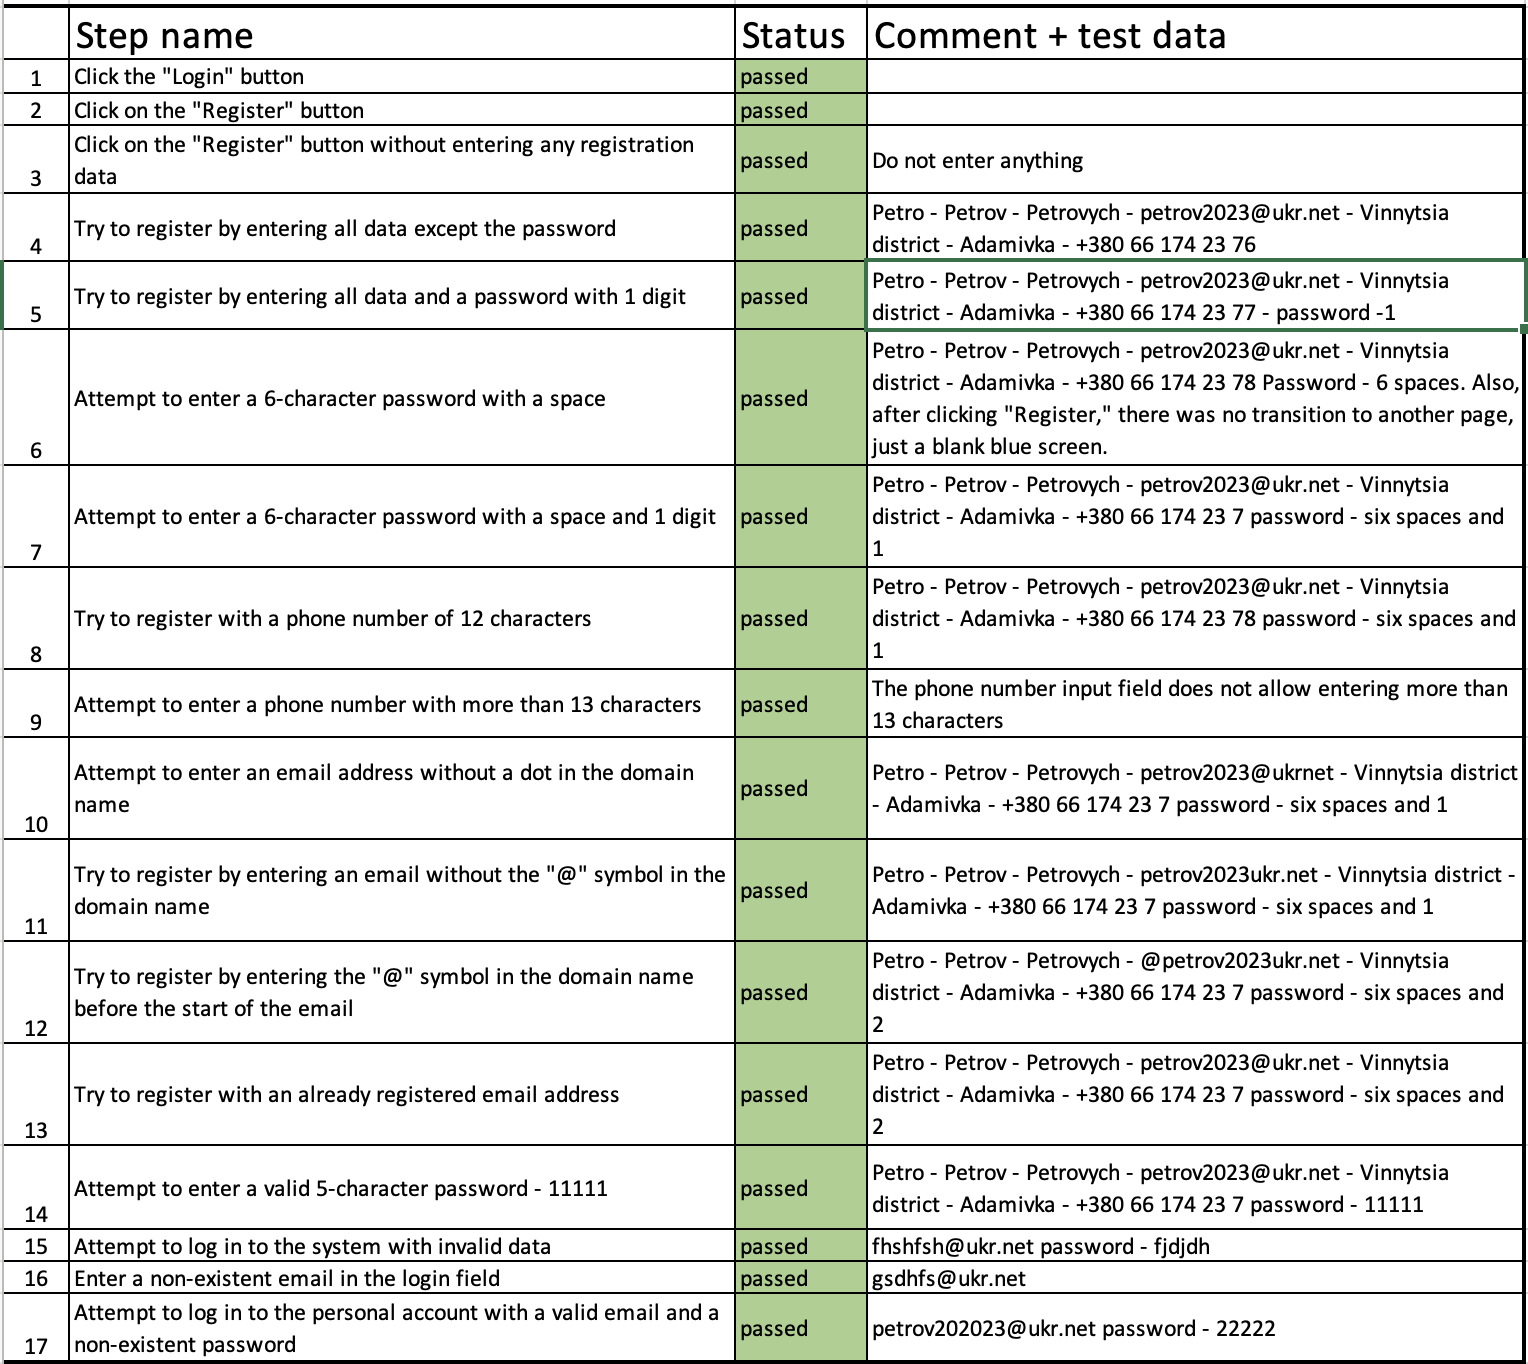 Step name Status Comment + test data
1 Click the "Login" button passed
2 Click on the "Register" button passed
3 Click on the "Register" button without entering any registration
data passed Do not enter anything
4 Try to register by entering all data except the password passed Petro - Petrov - Petrovych - petrov2023@ukr.net - Vinnytsia
district - Adamivka - +380 66 174 23 76
5 Try to register by entering all data and a password with 1 digit passed Petro - Petrov - Petrovych - petrov2023@ukr.net - Vinnytsia
district - Adamivka - +380 66 174 23 77 - password -1
6 Attempt to enter a 6-character password with a space passed Petro - Petrov - Petrovych - petrov2023@ukr.net - Vinnytsia
district - Adamivka - +380 66 174 23 78 Password - 6 spaces. Also,
after clicking "Register," there was no transition to another page,
just a blank blue screen.
7 Attempt to enter a 6-character password with a space and 1 digit passed Petro - Petrov - Petrovych - petrov2023@ukr.net - Vinnytsia
district - Adamivka - +380 66 174 23 7 password - six spaces and
1
8 Try to register with a phone number of 12 characters passed Petro - Petrov - Petrovych - petrov2023@ukr.net - Vinnytsia
district - Adamivka - +380 66 174 23 78 password - six spaces and
1
9 Attempt to enter a phone number with more than 13 characters passed The phone number input field does not allow entering more than
13 characters
10 Attempt to enter an email address without a dot in the domain
name passed Petro - Petrov - Petrovych - petrov2023@ukrnet - Vinnytsia district
- Adamivka - +380 66 174 23 7 password - six spaces and 1
11 Try to register by entering an email without the "@" symbol in the
domain name passed Petro - Petrov - Petrovych - petrov2023ukr.net - Vinnytsia district -
Adamivka - +380 66 174 23 7 password - six spaces and 1
12 Try to register by entering the "@" symbol in the domain name
before the start of the email passed Petro - Petrov - Petrovych - @petrov2023ukr.net - Vinnytsia
district - Adamivka - +380 66 174 23 7 password - six spaces and
2
13 Try to register with an already registered email address passed Petro - Petrov - Petrovych - petrov2023@ukr.net - Vinnytsia
district - Adamivka - +380 66 174 23 7 password - six spaces and
2
14 Attempt to enter a valid 5-character password - 11111 passed Petro - Petrov - Petrovych - petrov2023@ukr.net - Vinnytsia
district - Adamivka - +380 66 174 23 7 password - 11111
15 Attempt to log in to the system with invalid data passed fhshfsh@ukr.net password - fjdjdh
16 Enter a non-existent email in the login field passed gsdhfs@ukr.net
17 Attempt to log in to the personal account with a valid email and a
non-existent password passed petrov202023@ukr.net password - 22222